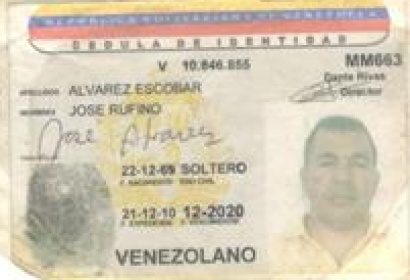 REPUBLICA BOLIVARIANA DE VENEZUELA
CEDULA DE IDENTIDAD
V 10.846.855
MM663
Dante Rivas
Director
APELLIDOS ALVAREZ ESCOBAR
NOMBRES JOSE RUFINO
Jose Alvarez
22-12-69 SOLTERO
F. NACIMIENTO EDO CIVIL
21-12-10 12-2020
F. EXPEDICION F. VENCIMIENTO
VENEZOLANO